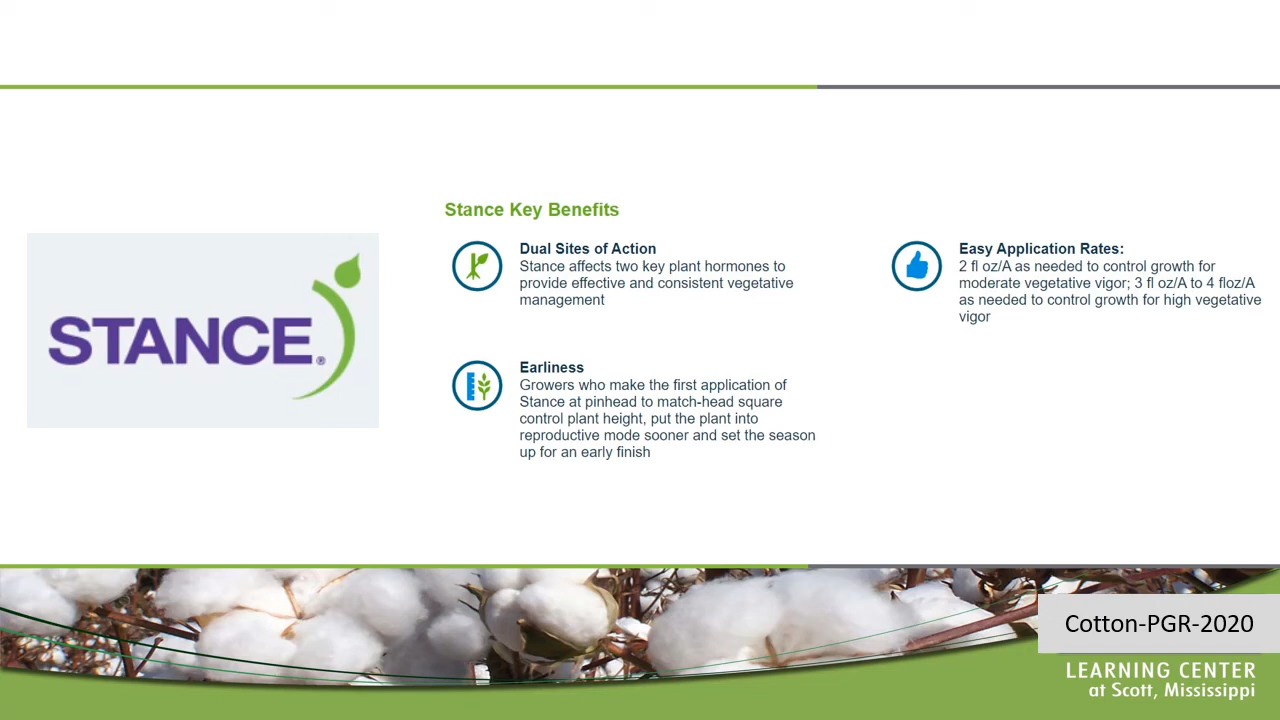 Stance Key Benefits
STANCE®
Dual Sites of Action
Stance affects two key plant hormones to
provide effective and consistent vegetative
management
Earliness
Growers who make the first application of
Stance at pinhead to match-head square
control plant height, put the plant into
reproductive mode sooner and set the season
up for an early finish
Easy Application Rates:
2 fl oz/A as needed to control growth for
moderate vegetative vigor; 3 fl oz/A to 4 floz/A
as needed to control growth for high vegetative
vigor
Cotton-PGR-2020
LEARNING CENTER
at Scott, Mississippi